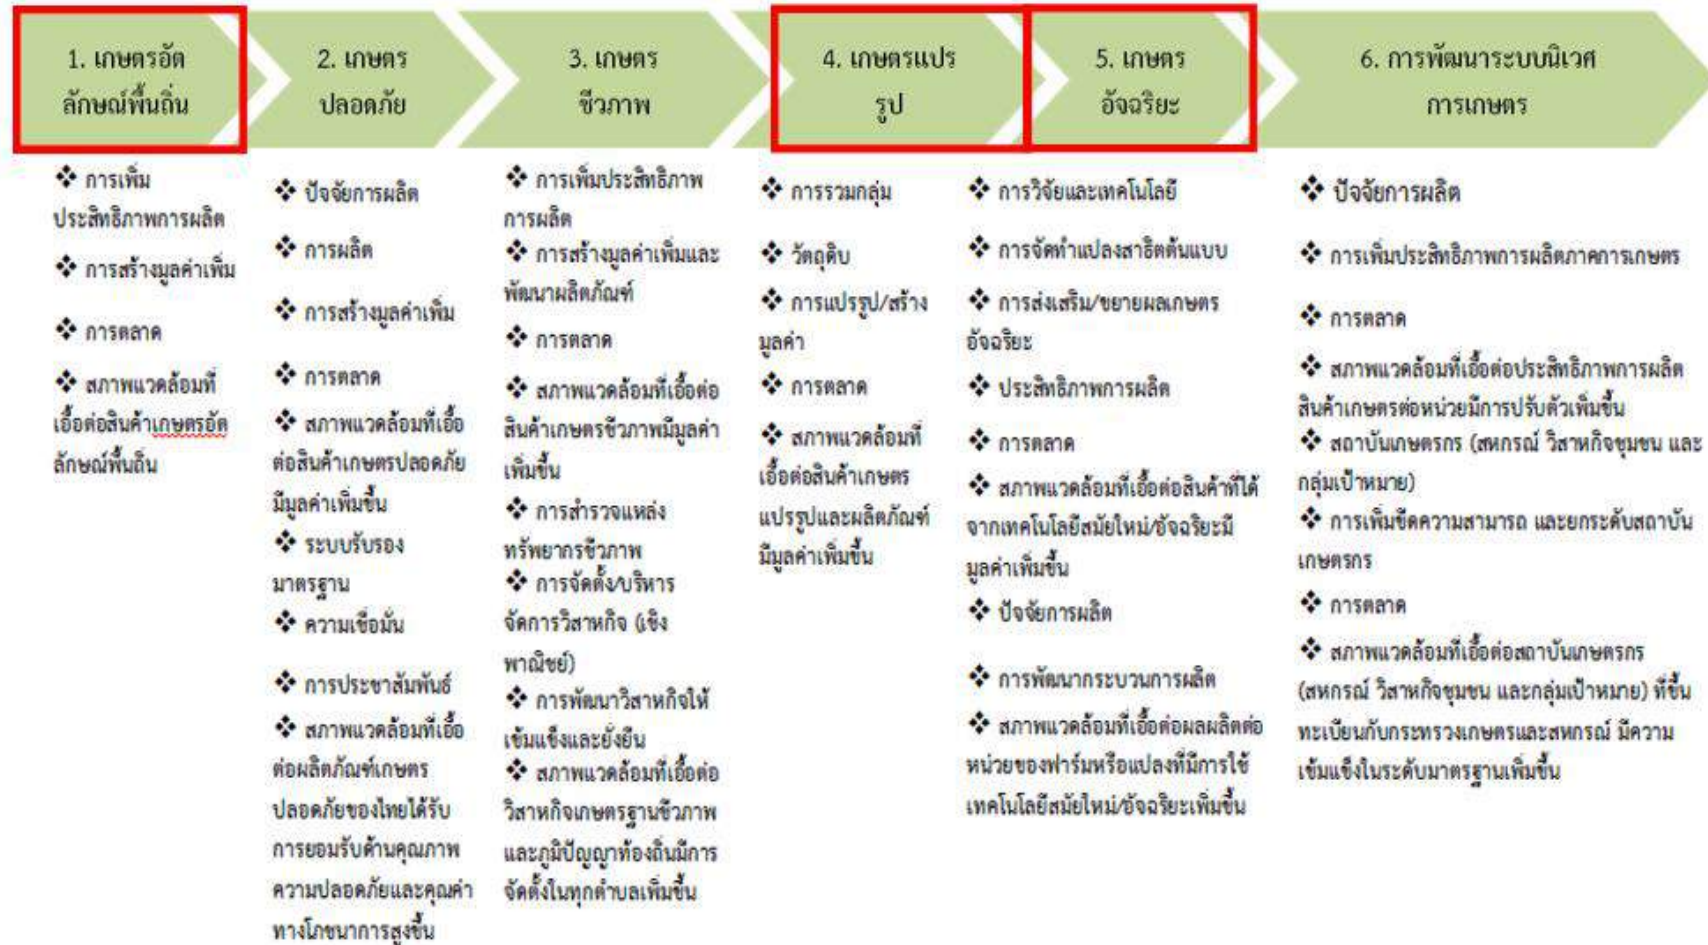 1. เกษตรอัต
ลักษณ์พื้นถิ่น
2. เกษตร
ปลอดภัย
3. เกษตร
ชีวภาพ
4. เกษตรแปร
รูป
5. เกษตร
อัจฉริยะ
6. การพัฒนาระบบนิเวศ
การเกษตร
❖ การเพิ่ม
ประสิทธิภาพการผลิต
❖ การสร้างมูลค่าเพิ่ม
❖ การตลาด
❖ สภาพแวดล้อมที่
เอื้อต่อสินค้าเกษตรอัต
ลักษณ์พื้นถิ่น
❖ ปัจจัยการผลิต
❖ การผลิต
❖ การสร้างมูลค่าเพิ่ม
❖ การตลาด
❖ สภาพแวดล้อมที่เอื้อ
ต่อสินค้าเกษตรปลอดภัย
มีมูลค่าเพิ่มขึ้น
❖ ระบบรับรอง
มาตรฐาน
❖ ความเชื่อมั่น
❖ การประชาสัมพันธ์
❖ สภาพแวดล้อมที่เอื้อ
ต่อผลิตภัณฑ์เกษตร
ปลอดภัยของไทยได้รับ
การยอมรับด้านคุณภาพ
ความปลอดภัยและคุณค่า
ทางโภชนาการสูงขึ้น
❖ การเพิ่มประสิทธิภาพ
การผลิต
❖ การสร้างมูลค่าเพิ่มและ
พัฒนาผลิตภัณฑ์
❖ การตลาด
❖ สภาพแวดล้อมที่เอื้อต่อ
สินค้าเกษตรชีวภาพมีมูลค่า
เพิ่มขึ้น
❖ การสำรวจแหล่ง
ทรัพยากรชีวภาพ
❖ การจัดตั้ง/บริหาร
จัดการวิสาหกิจ (เชิง
พาณิชย์)
❖ การพัฒนาวิสาหกิจให้
เข้มแข็งและยั่งยืน
❖ สภาพแวดล้อมที่เอื้อต่อ
วิสาหกิจเกษตรฐานชีวภาพ
และภูมิปัญญาท้องถิ่นมีการ
จัดตั้งในทุกตำบลเพิ่มขึ้น
❖ การรวมกลุ่ม
❖ วัตถุดิบ
❖ การแปรรูป/สร้าง
มูลค่า
❖ การตลาด
❖ สภาพแวดล้อมที่
เอื้อต่อสินค้าเกษตร
แปรรูปและผลิตภัณฑ์
มีมูลค่าเพิ่มขึ้น
❖ การวิจัยและเทคโนโลยี
❖ การจัดทำแปลงสาธิตต้นแบบ
❖ การส่งเสริม/ขยายผลเกษตร
อัจฉริยะ
❖ ประสิทธิภาพการผลิต
❖ การตลาด
❖ สภาพแวดล้อมที่เอื้อต่อสินค้าที่ได้
จากเทคโนโลยีสมัยใหม่/อัจฉริยะมี
มูลค่าเพิ่มขึ้น
❖ ปัจจัยการผลิต
❖ การพัฒนากระบวนการผลิต
❖ สภาพแวดล้อมที่เอื้อต่อผลผลิตต่อ
หน่วยของฟาร์มหรือแปลงที่มีการใช้
เทคโนโลยีสมัยใหม่/อัจฉริยะเพิ่มขึ้น
❖ ปัจจัยการผลิต
❖ การเพิ่มประสิทธิภาพการผลิตภาคการเกษตร
❖ การตลาด
❖ สภาพแวดล้อมที่เอื้อต่อประสิทธิภาพการผลิต
สินค้าเกษตรต่อหน่วยมีการปรับตัวเพิ่มขึ้น
❖ สถาบันเกษตรกร (สหกรณ์ วิสาหกิจชุมชน และ
กลุ่มเป้าหมาย)
❖ การเพิ่มขีดความสามารถ และยกระดับสถาบัน
เกษตรกร
❖ การตลาด
❖ สภาพแวดล้อมที่เอื้อต่อสถาบันเกษตรกร
(สหกรณ์ วิสาหกิจชุมชน และกลุ่มเป้าหมาย) ที่ขึ้น
ทะเบียนกับกระทรวงเกษตรและสหกรณ์ มีความ
เข้มแข็งในระดับมาตรฐานเพิ่มขึ้น